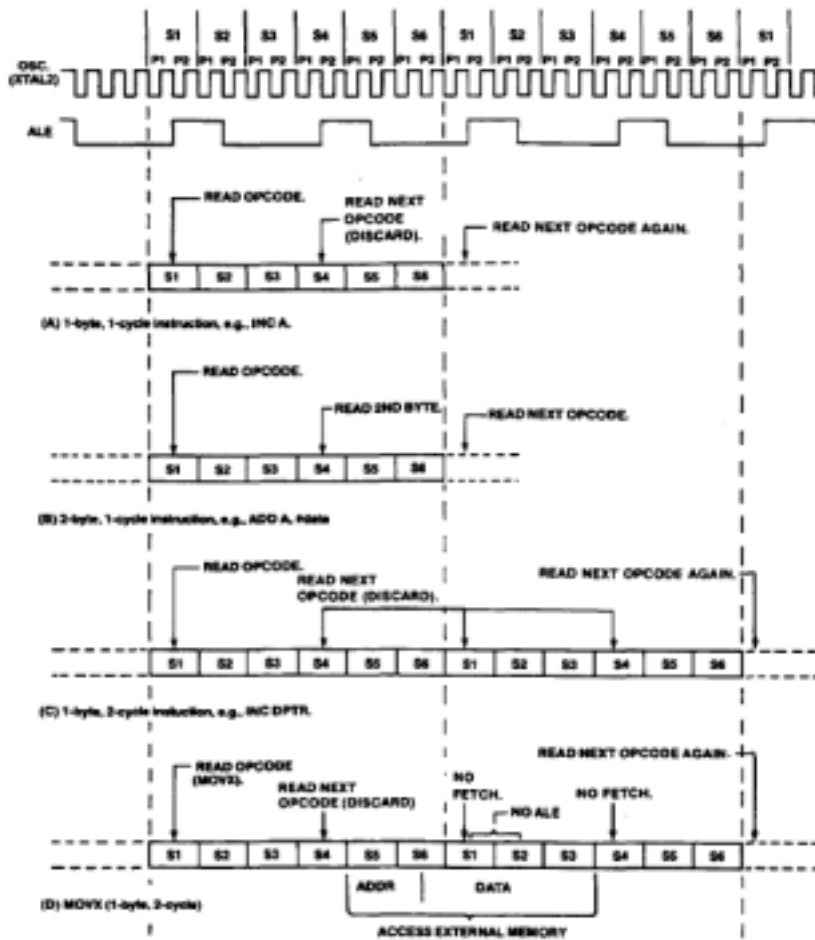 S1 S2 S3 S4 S5 S6 S1 S2 S3 S4 S5 S6 S1
P1 P2 P1 P2 P1 P2 P1 P2 P1 P2 P1 P2 P1 P2 P1 P2 P1 P2 P1 P2 P1 P2 P1 P2 P1 P2
OSC.
(XTAL2)
ALE
READ OPCODE.
READ NEXT
OPCODE
(DISCARD).
READ NEXT OPCODE AGAIN.
S1 S2 S3 S4 S5 S6
(A) 1-byte, 1-cycle instruction, e.g., INC A.
READ OPCODE.
READ 2ND BYTE.
READ NEXT OPCODE.
S1 S2 S3 S4 S5 S6
(B) 2-byte, 1-cycle instruction, e.g., ADD A, #data
READ OPCODE.
READ NEXT
OPCODE (DISCARD).
READ NEXT OPCODE AGAIN.
S1 S2 S3 S4 S5 S6 S1 S2 S3 S4 S5 S6
(C) 1-byte, 2-cycle instuction, e.g., INC DPTR.
READ OPCODE
(MOVX).
READ NEXT
OPCODE (DISCARD)
NO
FETCH.
NO ALE
NO FETCH.
READ NEXT OPCODE AGAIN.
S1 S2 S3 S4 S5 S6 S1 S2 S3 S4 S5 S6
(D) MOVX (1-byte, 2-cycle)
ADDR
DATA
ACCESS EXTERNAL MEMORY